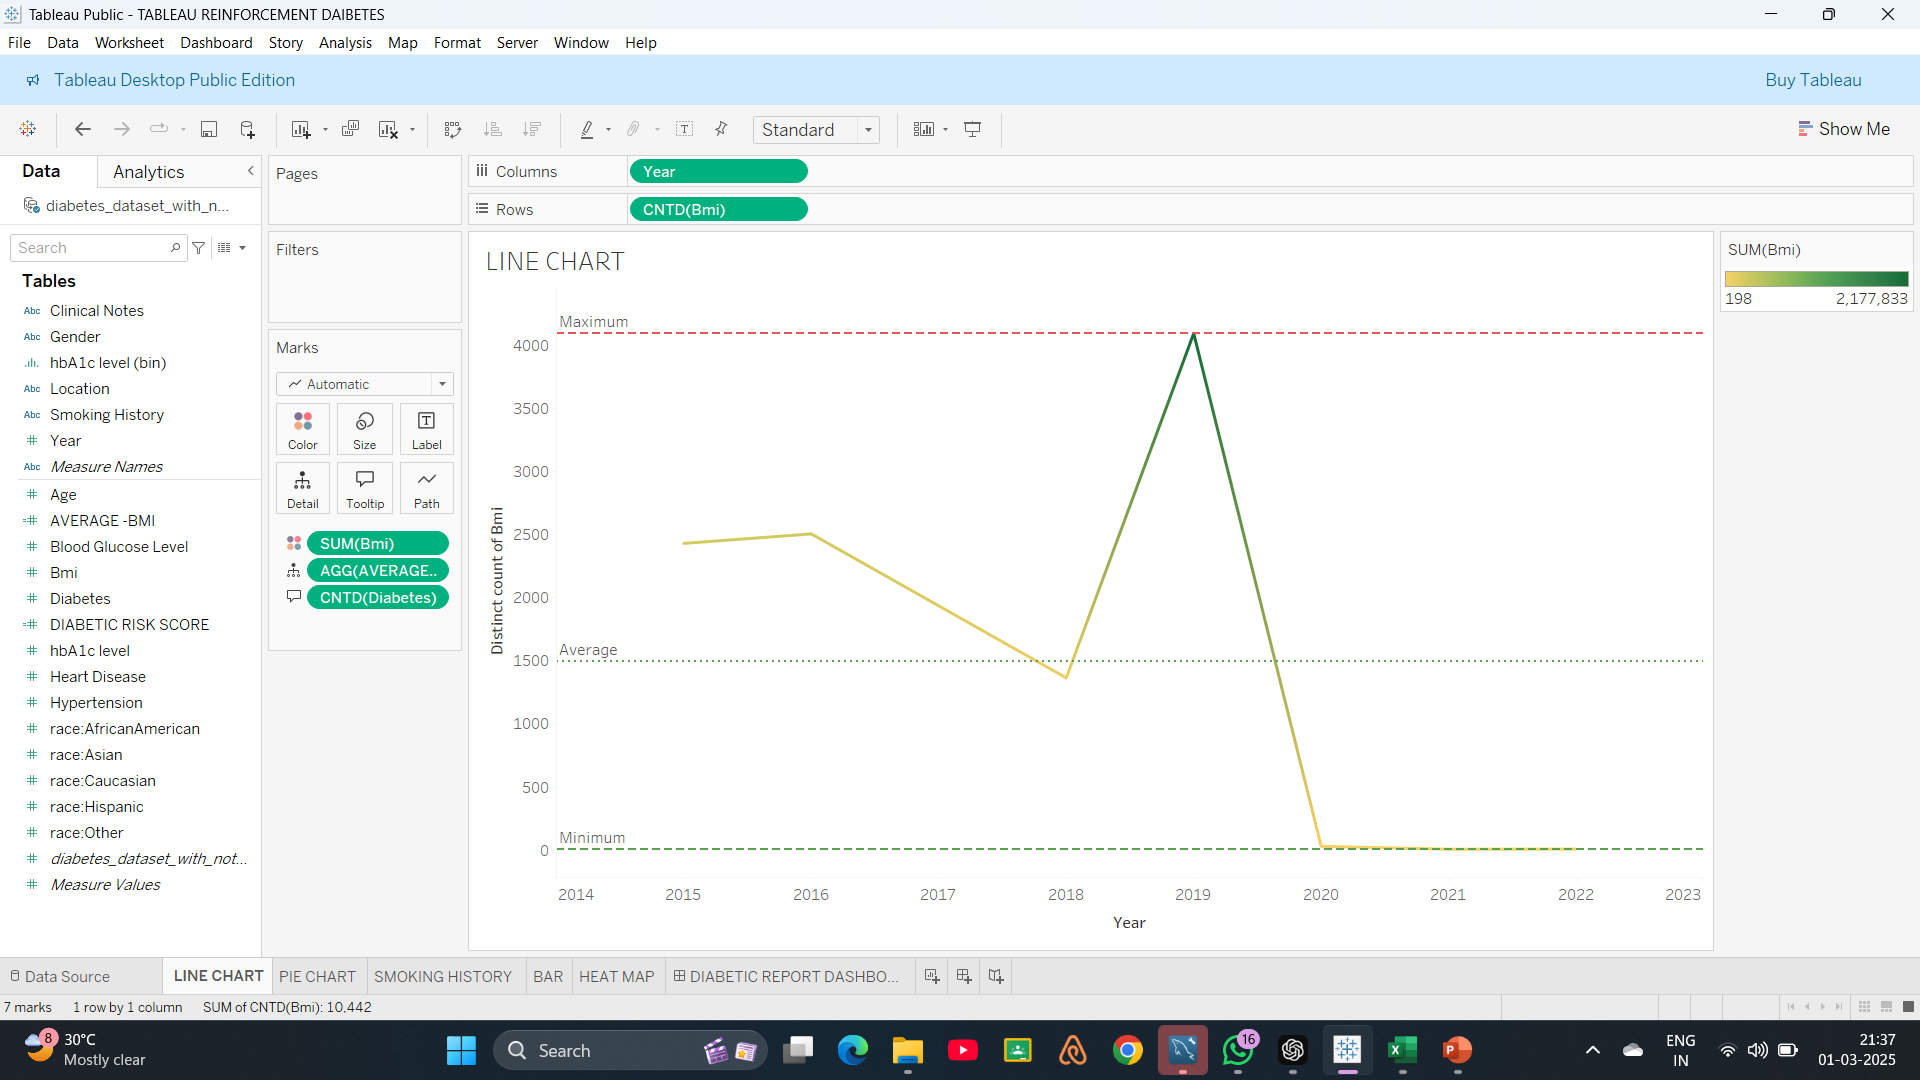 Tableau Public - TABLEAU REINFORCEMENT DAIBETES
File Data Worksheet Dashboard Story Analysis Map Format Server Window Help
Tableau Desktop Public Edition Buy Tableau
Standard Show Me
Data Analytics
diabetes_dataset_with_n...
Search
Tables
Abc Clinical Notes
Abc Gender
hbA1c level (bin)
Abc Location
Abc Smoking History
Year
Abc Measure Names
Age
AVERAGE -BMI
Blood Glucose Level
Bmi
Diabetes
DIABETIC RISK SCORE
hbA1c level
Heart Disease
Hypertension
race:AfricanAmerican
race:Asian
race:Caucasian
race:Hispanic
race:Other
diabetes_dataset_with_not...
Measure Values
Pages
Filters
Marks
Automatic
Color Size Label
Detail Tooltip Path
SUM(Bmi)
AGG(AVERAGE..
CNTD(Diabetes)
Columns Year
Rows CNTD(Bmi)
LINE CHART
Maximum
Average
Minimum
4000
3500
3000
2500
2000
1500
1000
500
0
Distinct count of Bmi
2014 2015 2016 2017 2018 2019 2020 2021 2022 2023
Year
SUM(Bmi)
198 2,177,833
Data Source LINE CHART PIE CHART SMOKING HISTORY BAR HEAT MAP DIABETIC REPORT DASHBO...
7 marks 1 row by 1 column SUM of CNTD(Bmi): 10,442
8
30°C
Mostly clear
Search
16
ENG
IN
21:37
01-03-2025